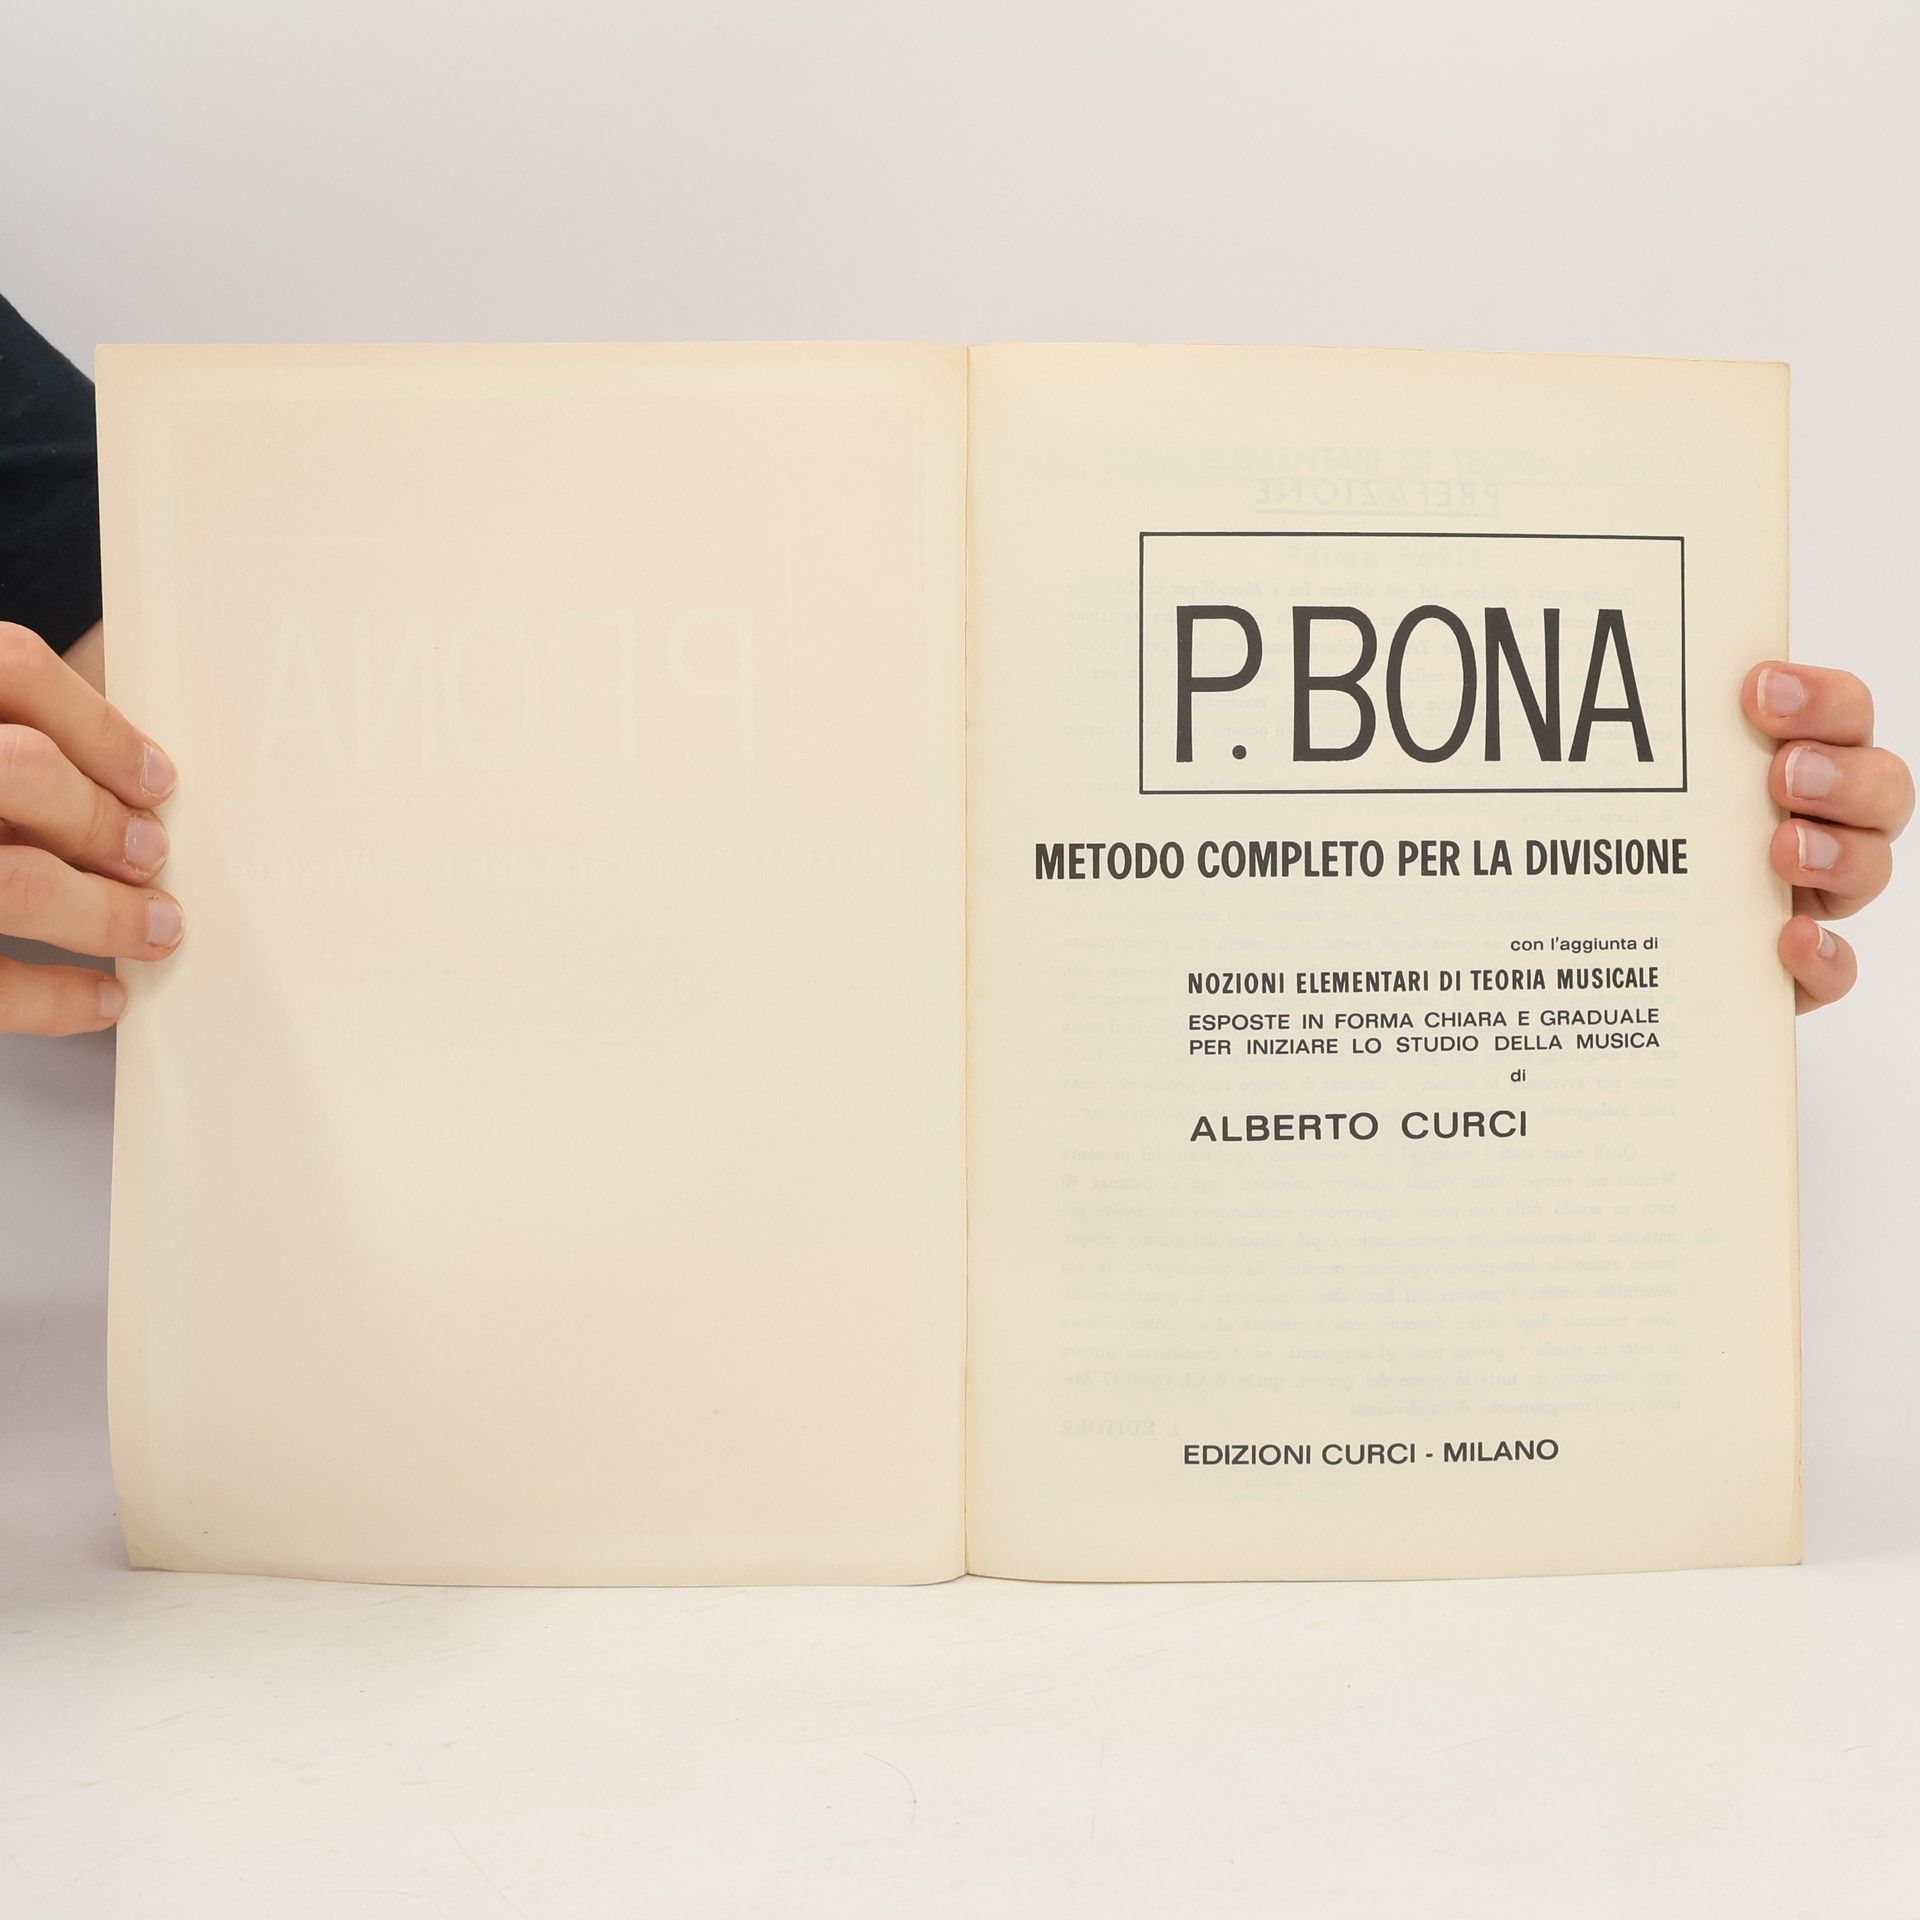 P. BONA
METODO COMPLETO PER LA DIVISIONE
con l'aggiunta di
NOZIONI ELEMENTARI DI TEORIA MUSICALE
ESPOSTE IN FORMA CHIARA E GRADUALE
PER INIZIARE LO STUDIO DELLA MUSICA
di
ALBERTO CURCI
EDIZIONI CURCI - MILANO